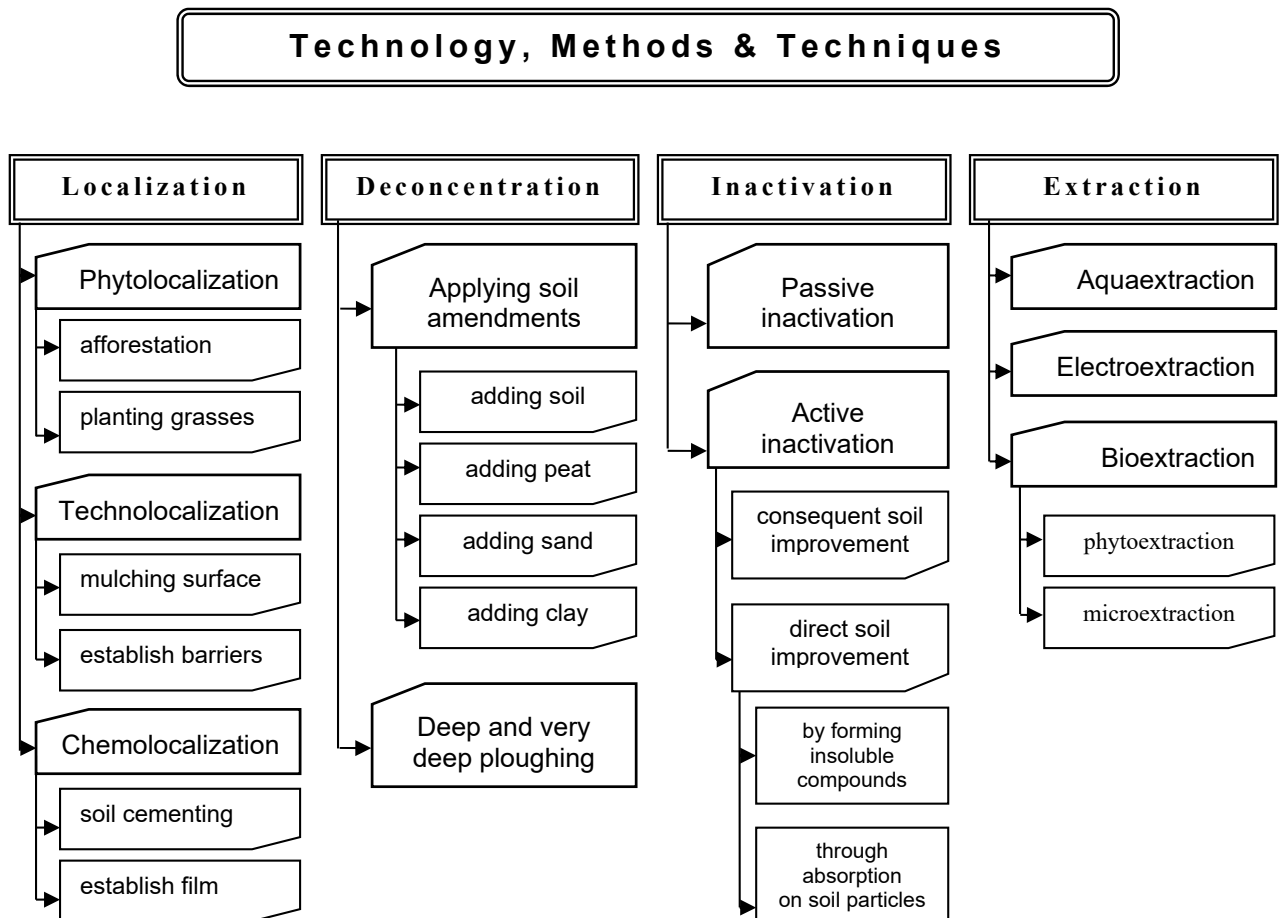 Technology, Methods & Techniques
Localization
Phytolocalization
afforestation
planting grasses
Technolocalization
mulching surface
establish barriers
Chemolocalization
soil cementing
establish film
Deconcentration
Applying soil
amendments
adding soil
adding peat
adding sand
adding clay
Deep and very
deep ploughing
Inactivation
Passive
inactivation
Active
inactivation
consequent soil
improvement
direct soil
improvement
by forming
insoluble
compounds
through
absorption
on soil particles
Extraction
Aquaextraction
Electroextraction
Bioextraction
phytoextraction
microextraction